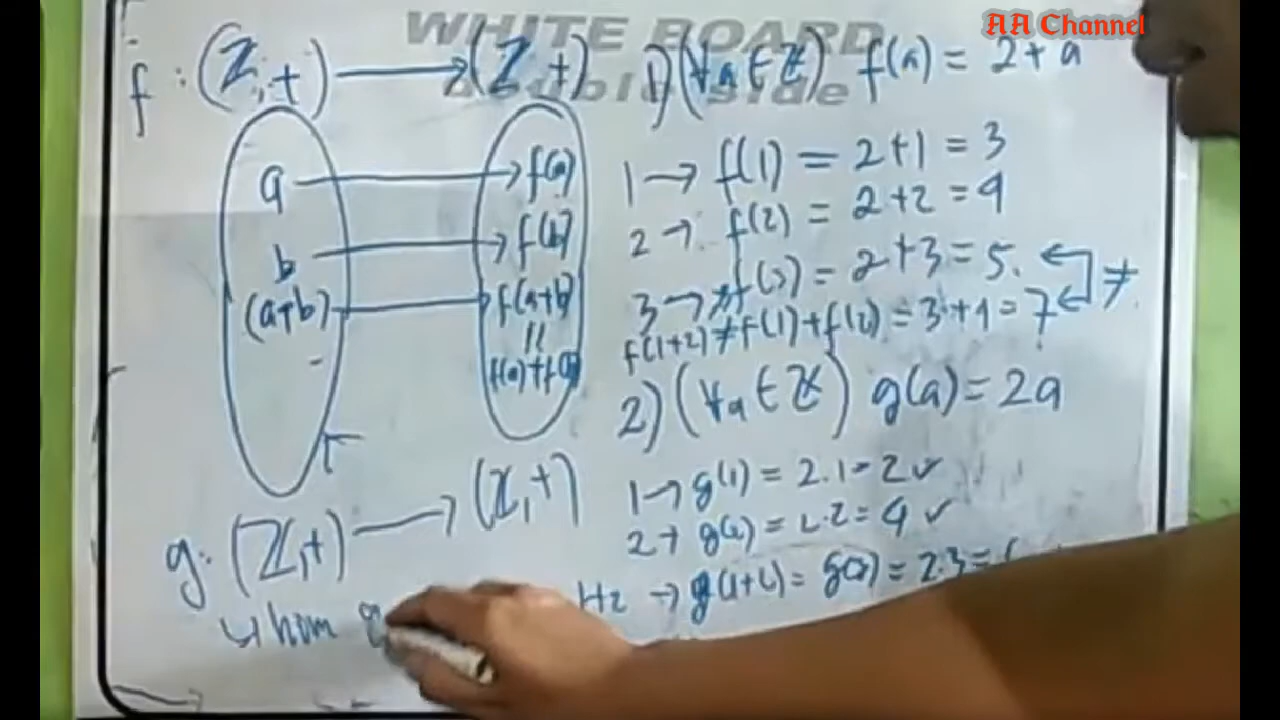 AA Channel
WHITE BOARD
double side
f : (ℤ, +) → (ℤ, +)
a → f(a)
b → f(b)
(a+b) → f(a+b)
=
f(a)+f(b)
g: (ℤ, +) → (ℤ, +)
↳ hom
1) (∀a ∈ ℤ) f(a) = 2 + a
1 → f(1) = 2+1 = 3
2 → f(2) = 2+2 = 4
3 → f(3) = 2+3 = 5. ≠
f(1+2) ≠ f(1)+f(2) = 3+4 = 7
2) (∀a ∈ ℤ) g(a) = 2a
1 → g(1) = 2.1 = 2 ✓
2 → g(2) = 2.2 = 4 ✓
1+2 → g(1+2) = g(3) = 2.3 =